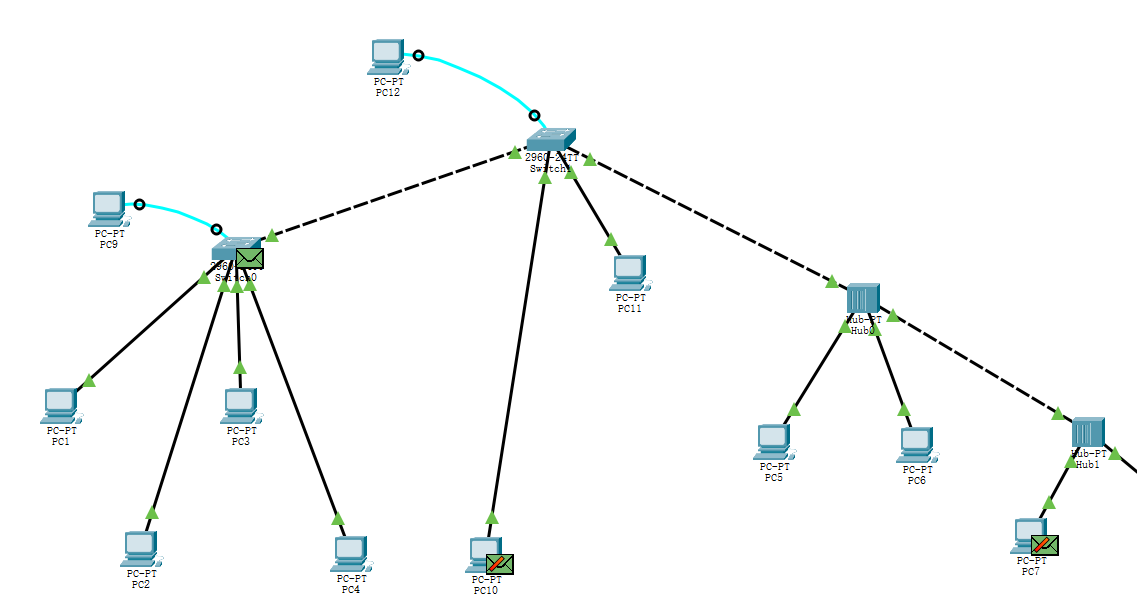 PC-PT
PC12
2960-24TT
Switch1
PC-PT
PC9
Switch0
PC-PT
PC11
Hub-PT
Hub0
PC-PT
PC1
PC-PT
PC3
PC-PT
PC5
PC-PT
PC6
Hub-PT
Hub1
PC-PT
PC2
PC-PT
PC4
PC-PT
PC10
PC-PT
PC7